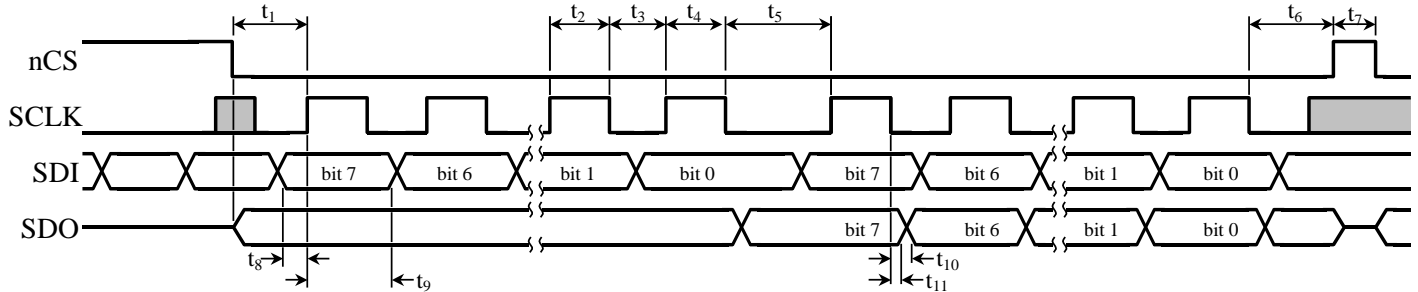 t1 t2 t3 t4 t5 t6 t7
nCS
SCLK
SDI bit 7 bit 6 bit 1 bit 0 bit 7 bit 6 bit 1 bit 0
SDO bit 7 bit 6 bit 1 bit 0
t8 t10
t9 t11